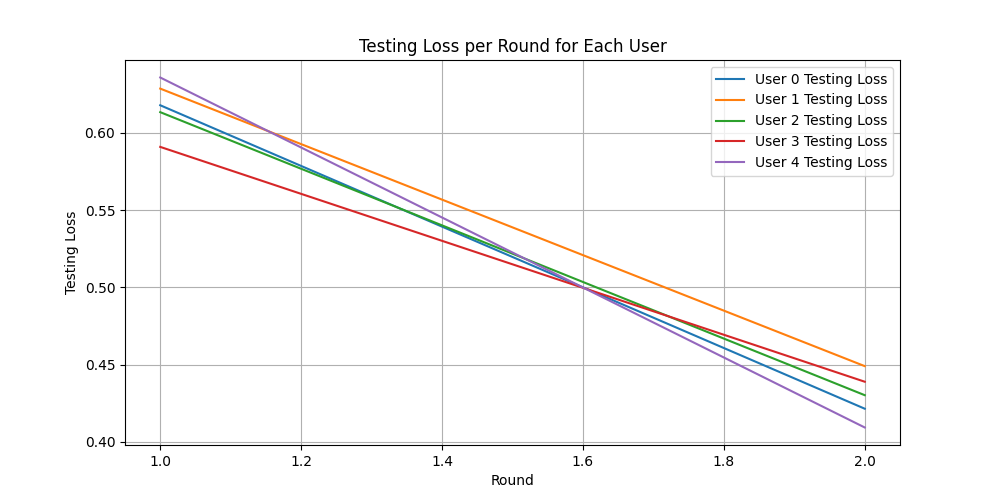 Testing Loss per Round for Each User
User 0 Testing Loss
User 1 Testing Loss
User 2 Testing Loss
User 3 Testing Loss
User 4 Testing Loss
Testing Loss
0.60
0.55
0.50
0.45
0.40
1.0 1.2 1.4 1.6 1.8 2.0
Round